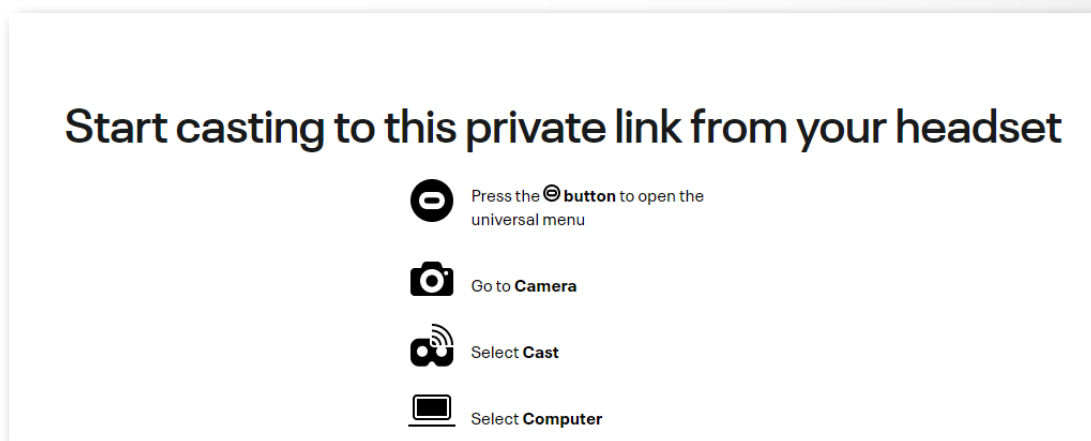 Start casting to this private link from your headset
Press the button to open the
universal menu
Go to Camera
Select Cast
Select Computer